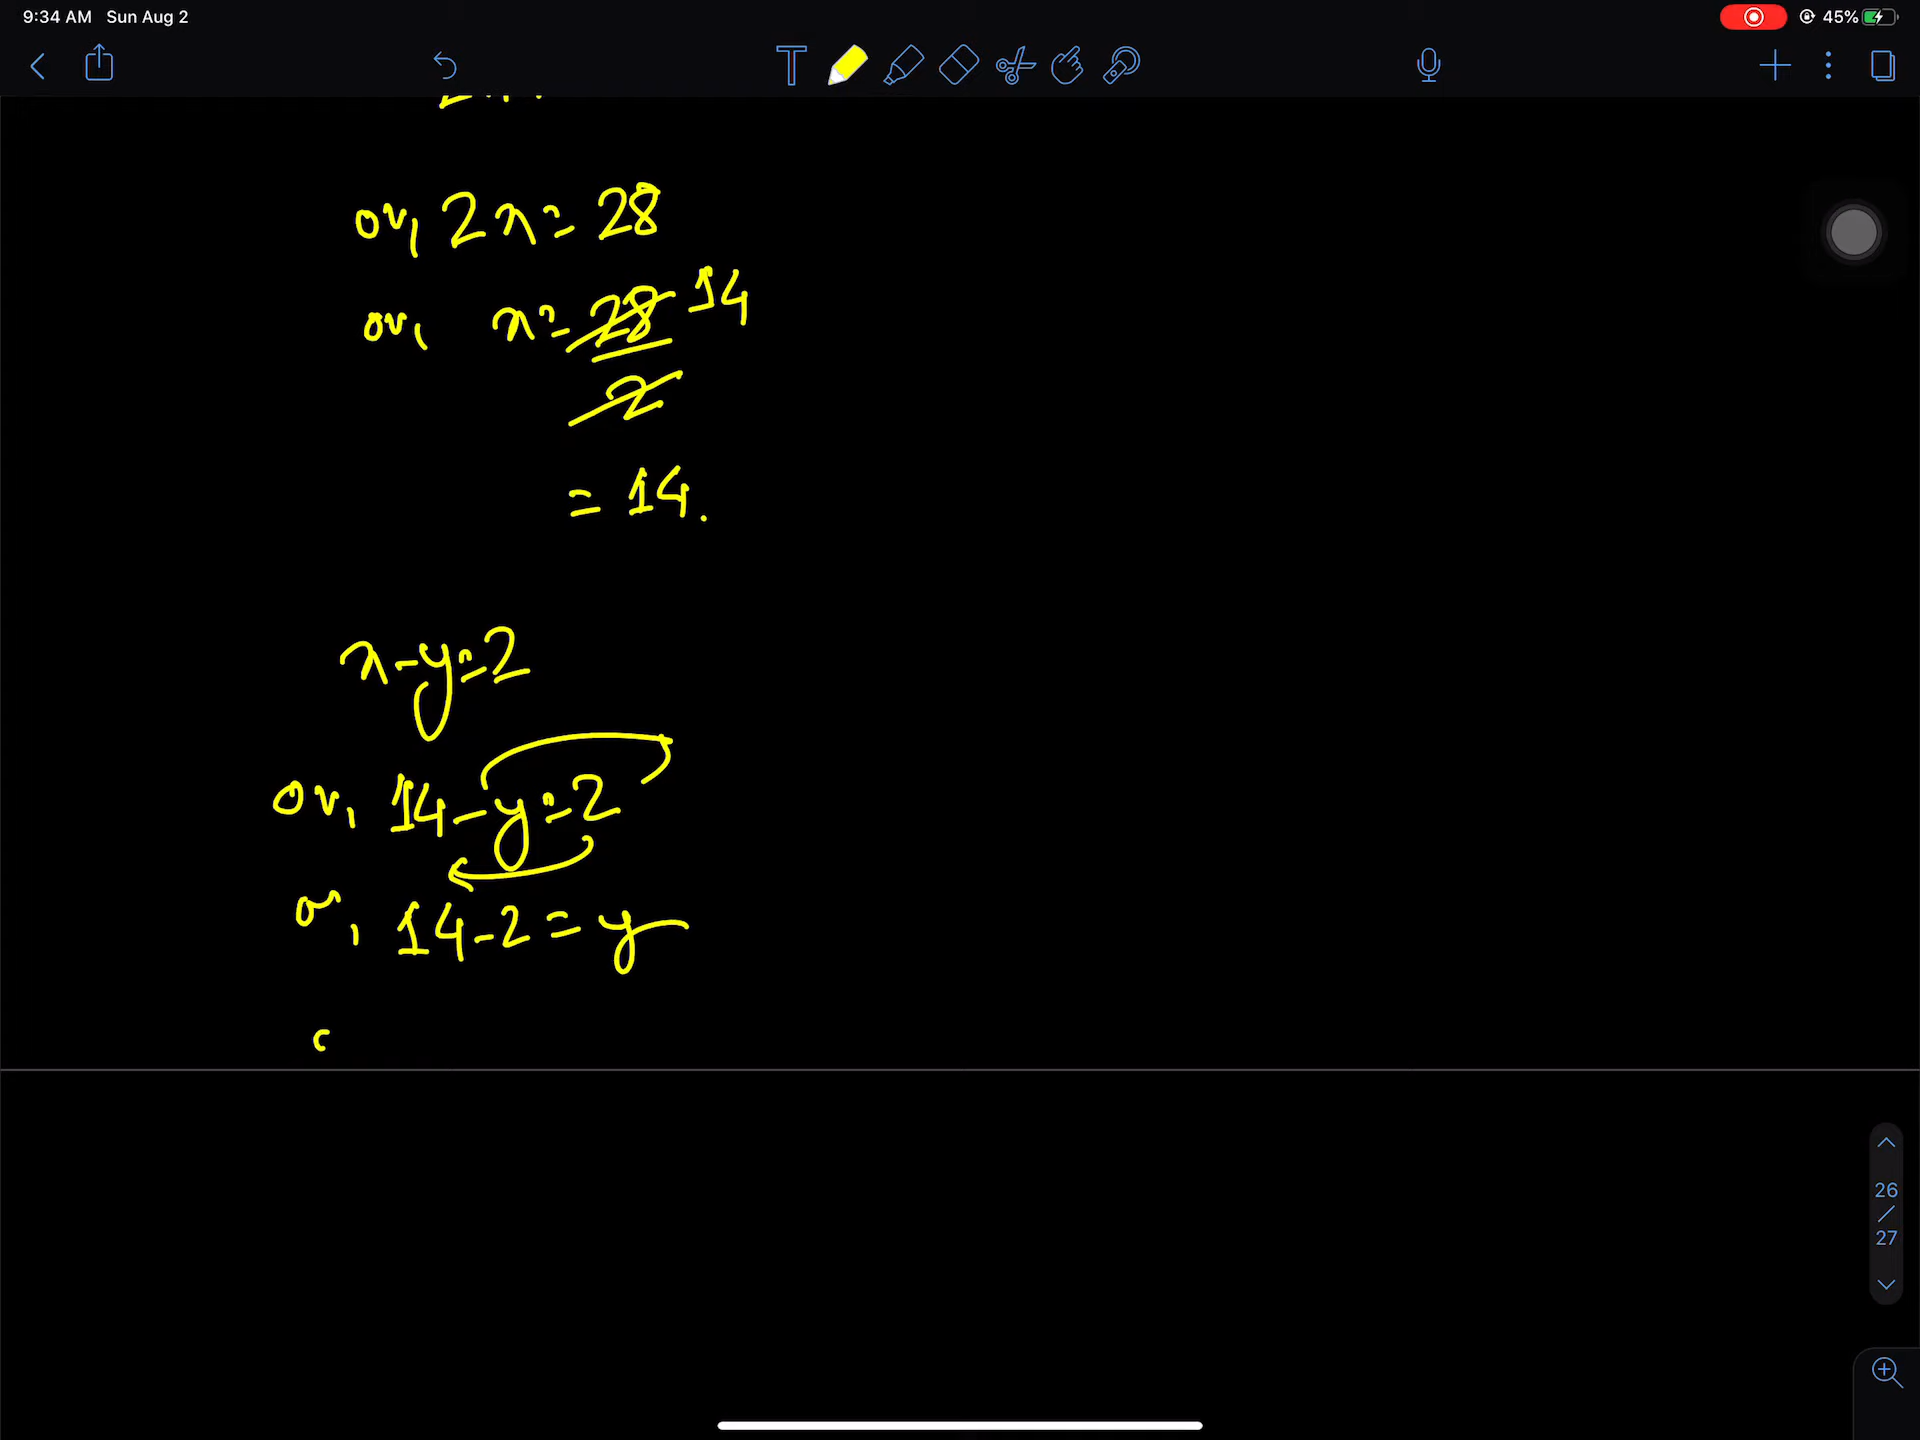 9:34 AM Sun Aug 2
45%
or, 2x = 28
or, x = 28 14
2
= 14.
x - y = 2
or, 14 - y = 2
or, 14 - 2 = y
26
/
27